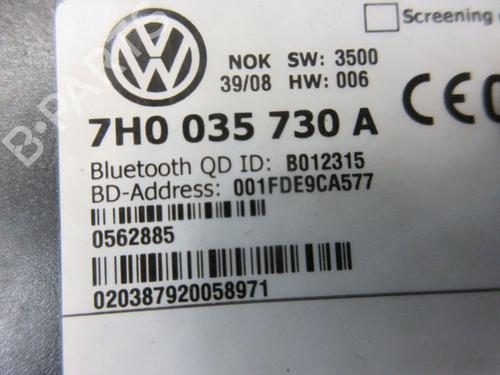 Screening
NOK SW: 3500
39/08 HW: 006
7H0 035 730 A
Bluetooth QD ID: B012315
BD-Address: 001FDE9CA577
0562885
020387920058971
B-PARTS